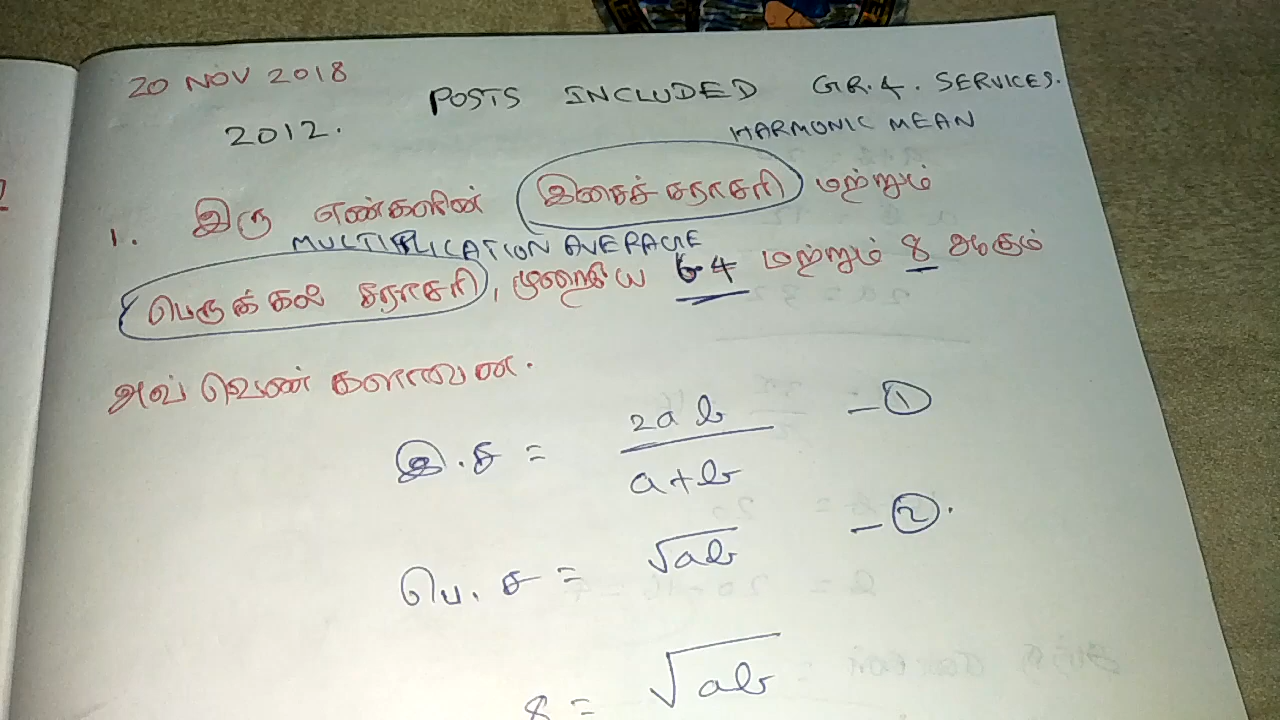 20 NOV 2018
POSTS INCLUDED GR.4. SERVICES.
2012.
HARMONIC MEAN
1. இரு எண்களின் இசைச் சராசரி மற்றும்
MULTIPLICATION AVERAGE
பெருக்கல் சராசரி, முறையே 64 மற்றும் 8 ஆகும்
அவ் வெண் களாவன.
இ.ச = 2ab / a+b — ①
பெ.ச = √ab — ②.
8 = √ab